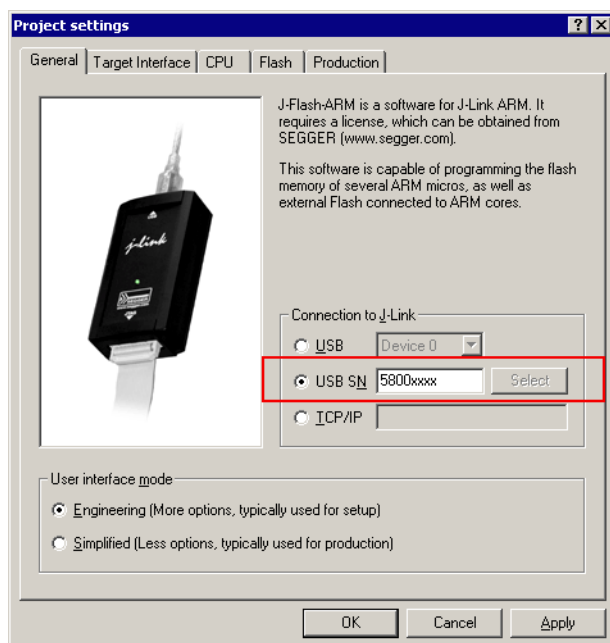 Project settings
General
Target Interface
CPU
Flash
Production
J-Flash-ARM is a software for J-Link ARM. It
requires a license, which can be obtained from
SEGGER (www.segger.com).
This software is capable of programming the flash
memory of several ARM micros, as well as
external Flash connected to ARM cores.
j-link
Connection to J-Link
USB
Device 0
USB SN
5800xxxx
Select
TCP/IP
User interface mode
Engineering (More options, typically used for setup)
Simplified (Less options, typically used for production)
OK
Cancel
Apply